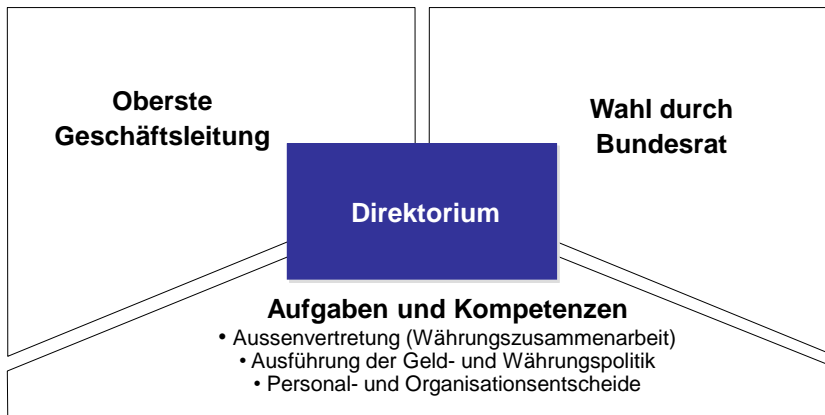 Oberste
Geschäftsleitung
Wahl durch
Bundesrat
Direktorium
Aufgaben und Kompetenzen
• Aussenvertretung (Währungszusammenarbeit)
• Ausführung der Geld- und Währungspolitik
• Personal- und Organisationsentscheide